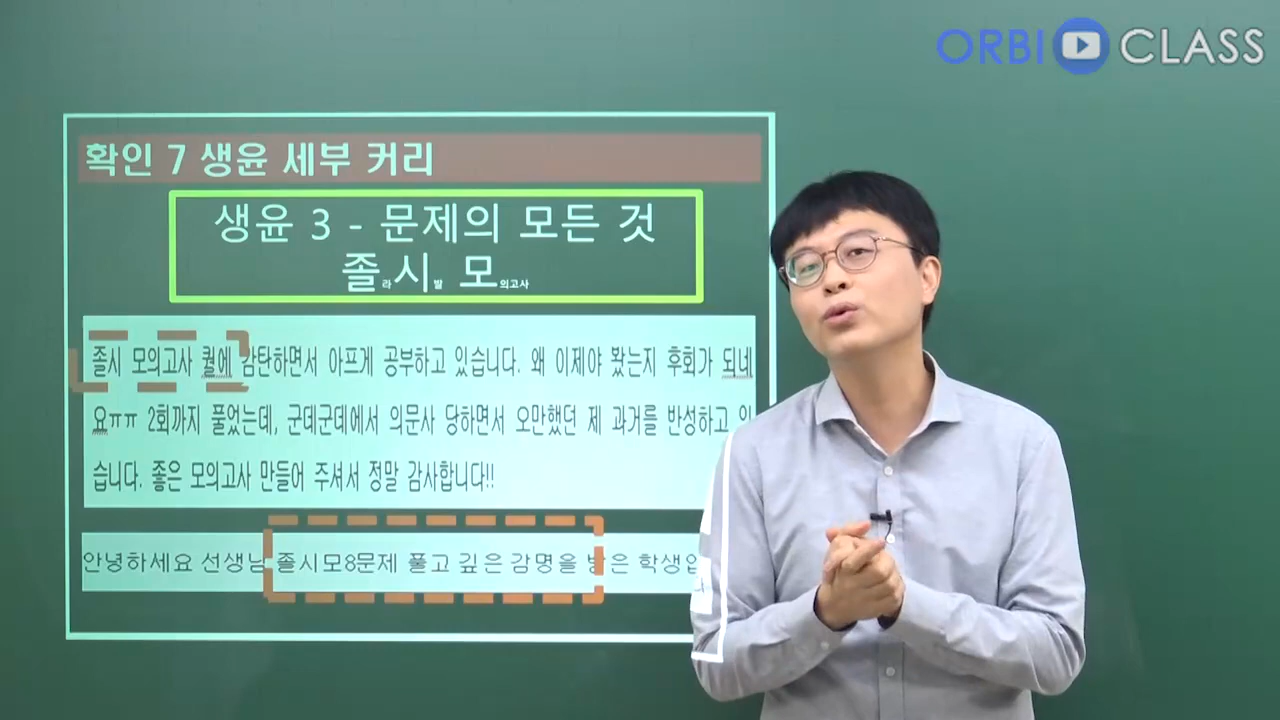 ORBI CLASS
확인 7 생윤 세부 커리
생윤 3 - 문제의 모든 것
졸라시발 모의고사
졸시 모의고사 퀄에 감탄하면서 아프게 공부하고 있습니다. 왜 이제야 봤는지 후회가 되네
요ㅠㅠ 2회까지 풀었는데, 군데군데에서 의문사 당하면서 오만했던 제 과거를 반성하고 있
습니다. 좋은 모의고사 만들어 주셔서 정말 감사합니다!!
안녕하세요 선생님 졸시모8문제 풀고 깊은 감명을 받은 학생입